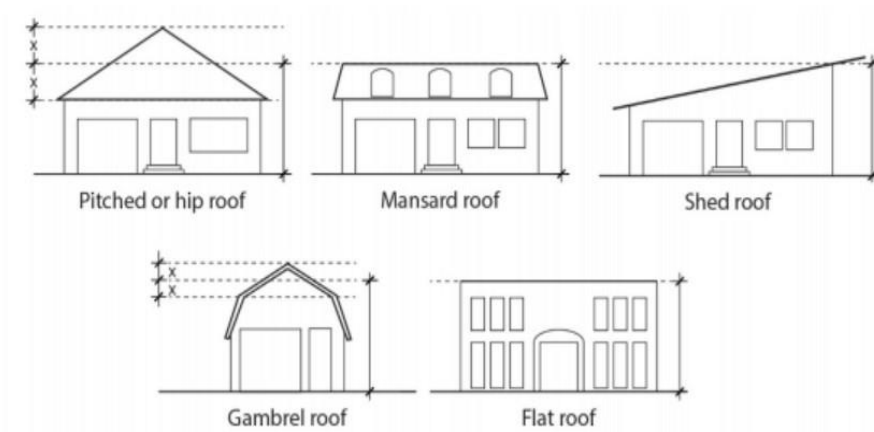 x
x
Pitched or hip roof
Mansard roof
Shed roof
x
x
Gambrel roof
Flat roof